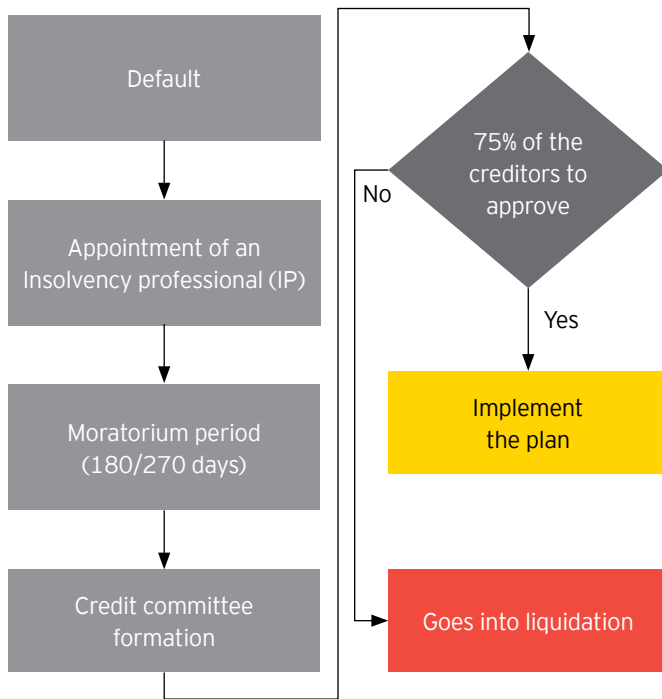 Default
Appointment of an
Insolvency professional (IP)
Moratorium period
(180/270 days)
Credit committee
formation
75% of the
creditors to
approve
No
Yes
Implement
the plan
Goes into liquidation